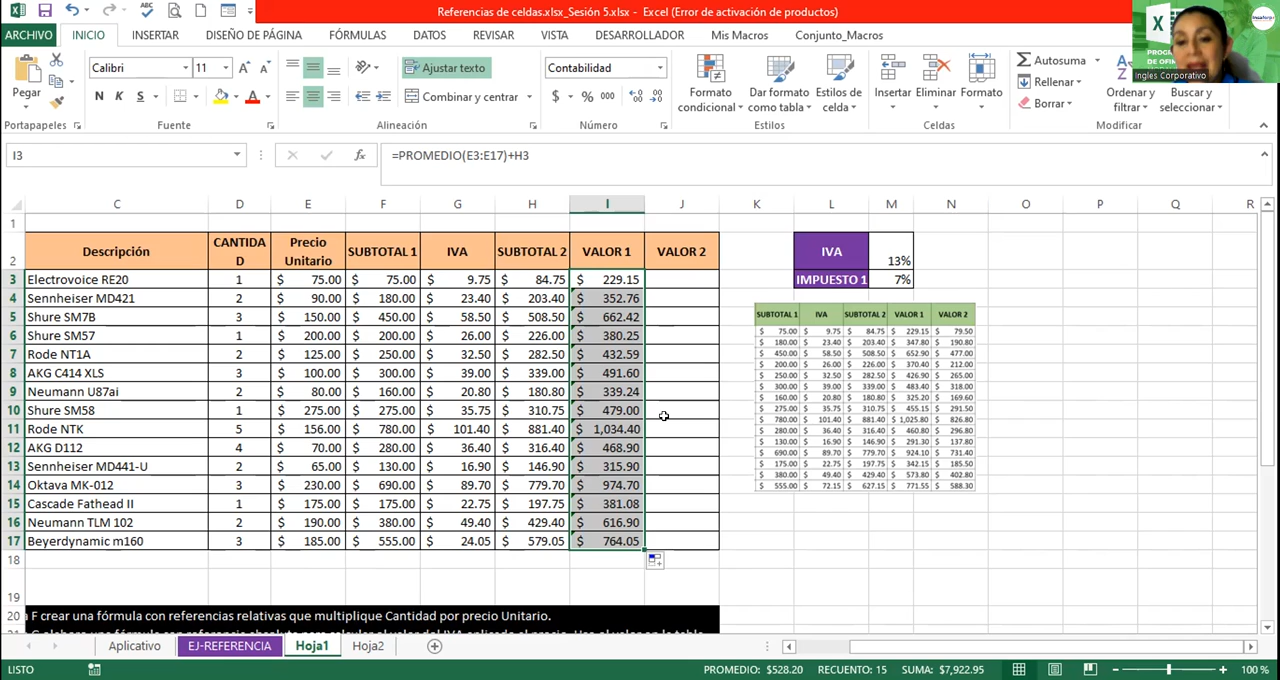 Referencias de celdas.xlsx_Sesión 5.xlsx - Excel (Error de activación de productos)
ARCHIVO INICIO INSERTAR DISEÑO DE PÁGINA FÓRMULAS DATOS REVISAR VISTA DESARROLLADOR Mis Macros Conjunto_Macros
Ingles Corporativo
Pegar Calibri 11 Ajustar texto Contabilidad Autosuma
N K S Combinar y centrar $ % 000 Formato condicional Dar formato como tabla Estilos de celda Insertar Eliminar Formato Rellenar Borrar Ordenar y filtrar Buscar y seleccionar
Portapapeles Fuente Alineación Número Estilos Celdas Modificar
I3 fx =PROMEDIO(E3:E17)+H3
C D E F G H I J K L M N O P Q R
1
2 Descripción CANTIDAD Precio Unitario SUBTOTAL 1 IVA SUBTOTAL 2 VALOR 1 VALOR 2 IVA 13%
3 Electrovoice RE20 1 $ 75.00 $ 75.00 $ 9.75 $ 84.75 $ 229.15 IMPUESTO 1 7%
4 Sennheiser MD421 2 $ 90.00 $ 180.00 $ 23.40 $ 203.40 $ 352.76
5 Shure SM7B 3 $ 150.00 $ 450.00 $ 58.50 $ 508.50 $ 662.42
6 Shure SM57 1 $ 200.00 $ 200.00 $ 26.00 $ 226.00 $ 380.25
7 Rode NT1A 2 $ 125.00 $ 250.00 $ 32.50 $ 282.50 $ 432.59
8 AKG C414 XLS 3 $ 100.00 $ 300.00 $ 39.00 $ 339.00 $ 491.60
9 Neumann U87ai 2 $ 80.00 $ 160.00 $ 20.80 $ 180.80 $ 339.24
10 Shure SM58 1 $ 275.00 $ 275.00 $ 35.75 $ 310.75 $ 479.00
11 Rode NTK 5 $ 156.00 $ 780.00 $ 101.40 $ 881.40 $ 1,034.40
12 AKG D112 4 $ 70.00 $ 280.00 $ 36.40 $ 316.40 $ 468.90
13 Sennheiser MD441-U 2 $ 65.00 $ 130.00 $ 16.90 $ 146.90 $ 315.90
14 Oktava MK-012 3 $ 230.00 $ 690.00 $ 89.70 $ 779.70 $ 974.70
15 Cascade Fathead II 1 $ 175.00 $ 175.00 $ 22.75 $ 197.75 $ 381.08
16 Neumann TLM 102 2 $ 190.00 $ 380.00 $ 49.40 $ 429.40 $ 616.90
17 Beyerdynamic m160 3 $ 185.00 $ 555.00 $ 24.05 $ 579.05 $ 764.05
SUBTOTAL 1 IVA SUBTOTAL 2 VALOR 1 VALOR 2
$ 75.00 $ 9.75 $ 84.75 $ 229.15 $ 79.50
$ 180.00 $ 23.40 $ 203.40 $ 347.80 $ 190.80
$ 450.00 $ 58.50 $ 508.50 $ 652.90 $ 477.00
$ 200.00 $ 26.00 $ 226.00 $ 370.40 $ 212.00
$ 250.00 $ 32.50 $ 282.50 $ 426.90 $ 265.00
$ 300.00 $ 39.00 $ 339.00 $ 483.40 $ 318.00
$ 160.00 $ 20.80 $ 180.80 $ 325.20 $ 169.60
$ 275.00 $ 35.75 $ 310.75 $ 455.15 $ 291.50
$ 780.00 $ 101.40 $ 881.40 $ 1,025.80 $ 826.80
$ 280.00 $ 36.40 $ 316.40 $ 460.80 $ 296.80
$ 130.00 $ 16.90 $ 146.90 $ 291.30 $ 137.80
$ 690.00 $ 89.70 $ 779.70 $ 924.10 $ 731.40
$ 175.00 $ 22.75 $ 197.75 $ 342.15 $ 185.50
$ 380.00 $ 49.40 $ 429.40 $ 573.80 $ 402.80
$ 555.00 $ 72.15 $ 627.15 $ 771.55 $ 588.30
18
19
20 F crear una fórmula con referencias relativas que multiplique Cantidad por precio Unitario.
Aplicativo EJ-REFERENCIA Hoja1 Hoja2
LISTO PROMEDIO: $528.20 RECUENTO: 15 SUMA: $7,922.95 100 %